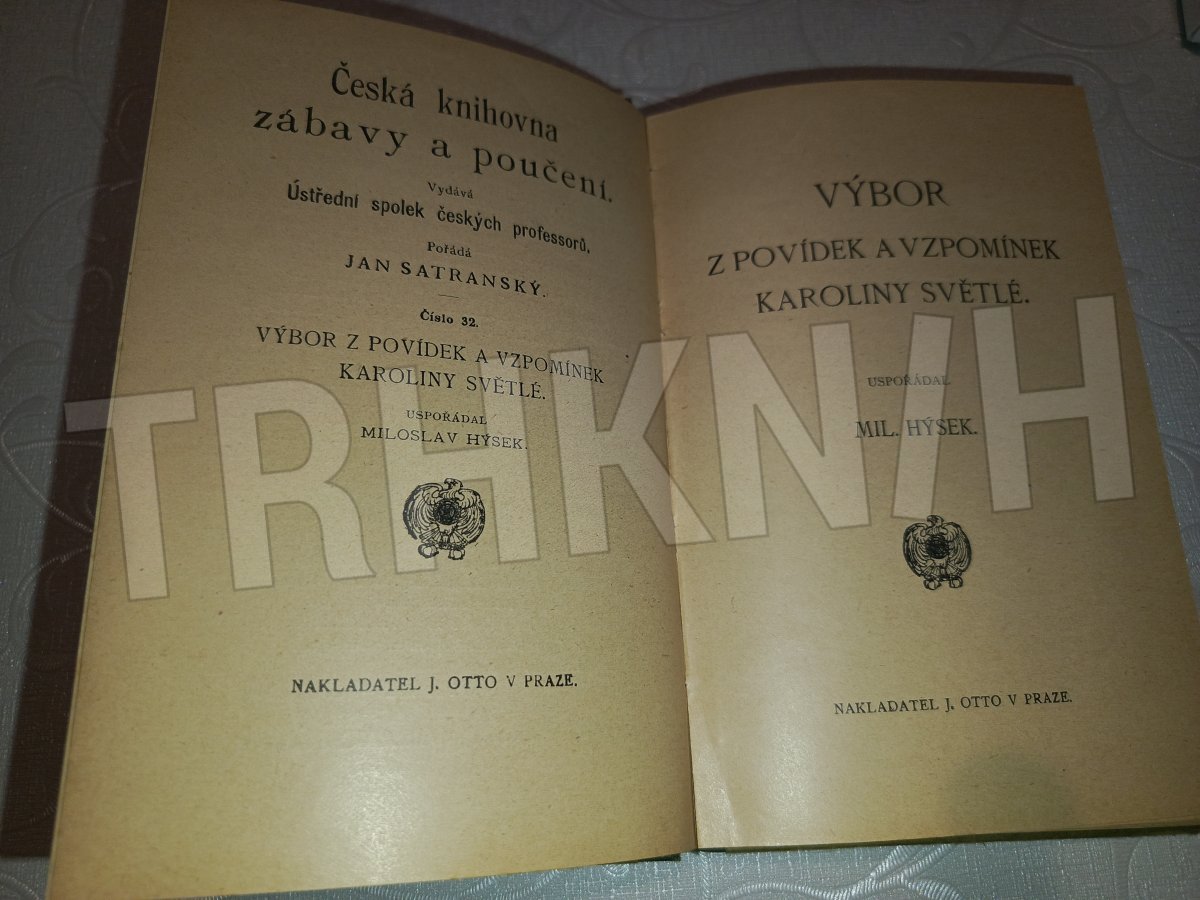 Česká knihovna
zábavy a poučení.
Vydává
Ústřední spolek českých professorů,
Pořádá
JAN SATRANSKÝ.
Číslo 32.
VÝBOR Z POVÍDEK A VZPOMÍNEK
KAROLINY SVĚTLÉ.
USPOŘÁDAL
MILOSLAV HÝSEK.
NAKLADATEL J. OTTO V PRAZE.
VÝBOR
Z POVÍDEK A VZPOMÍNEK
KAROLINY SVĚTLÉ.
USPOŘÁDAL
MIL. HÝSEK.
NAKLADATEL J. OTTO V PRAZE.
TRHKNIH